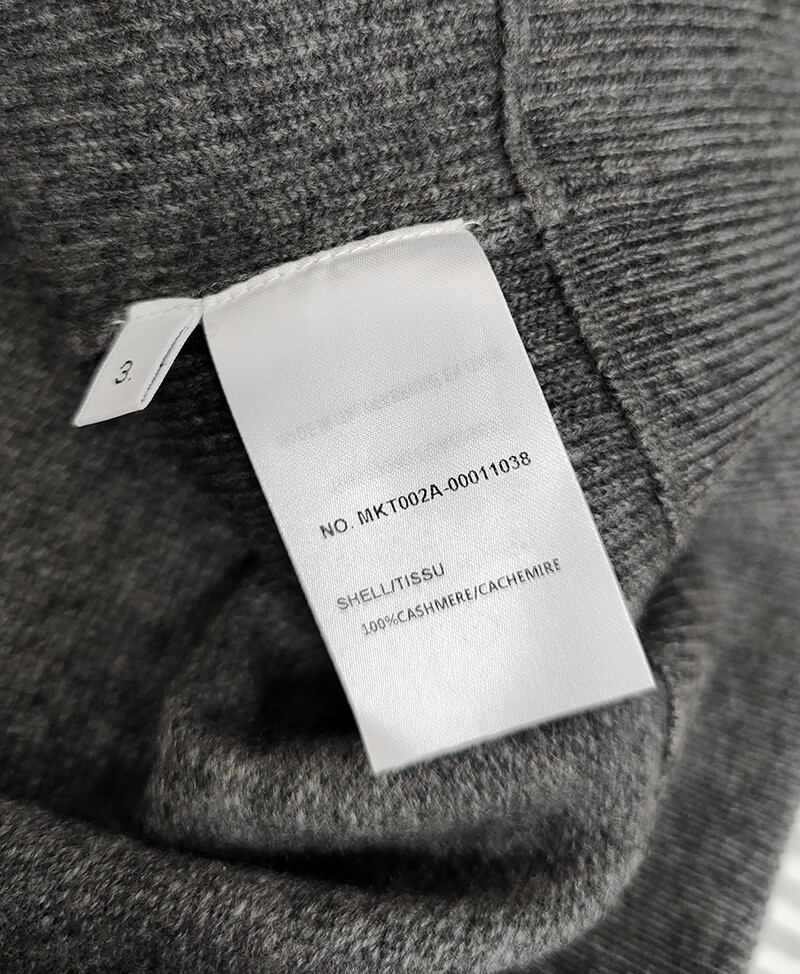 3
NO. MKT002A-00011038
SHELL/TISSU
100%CASHMERE/CACHEMIRE